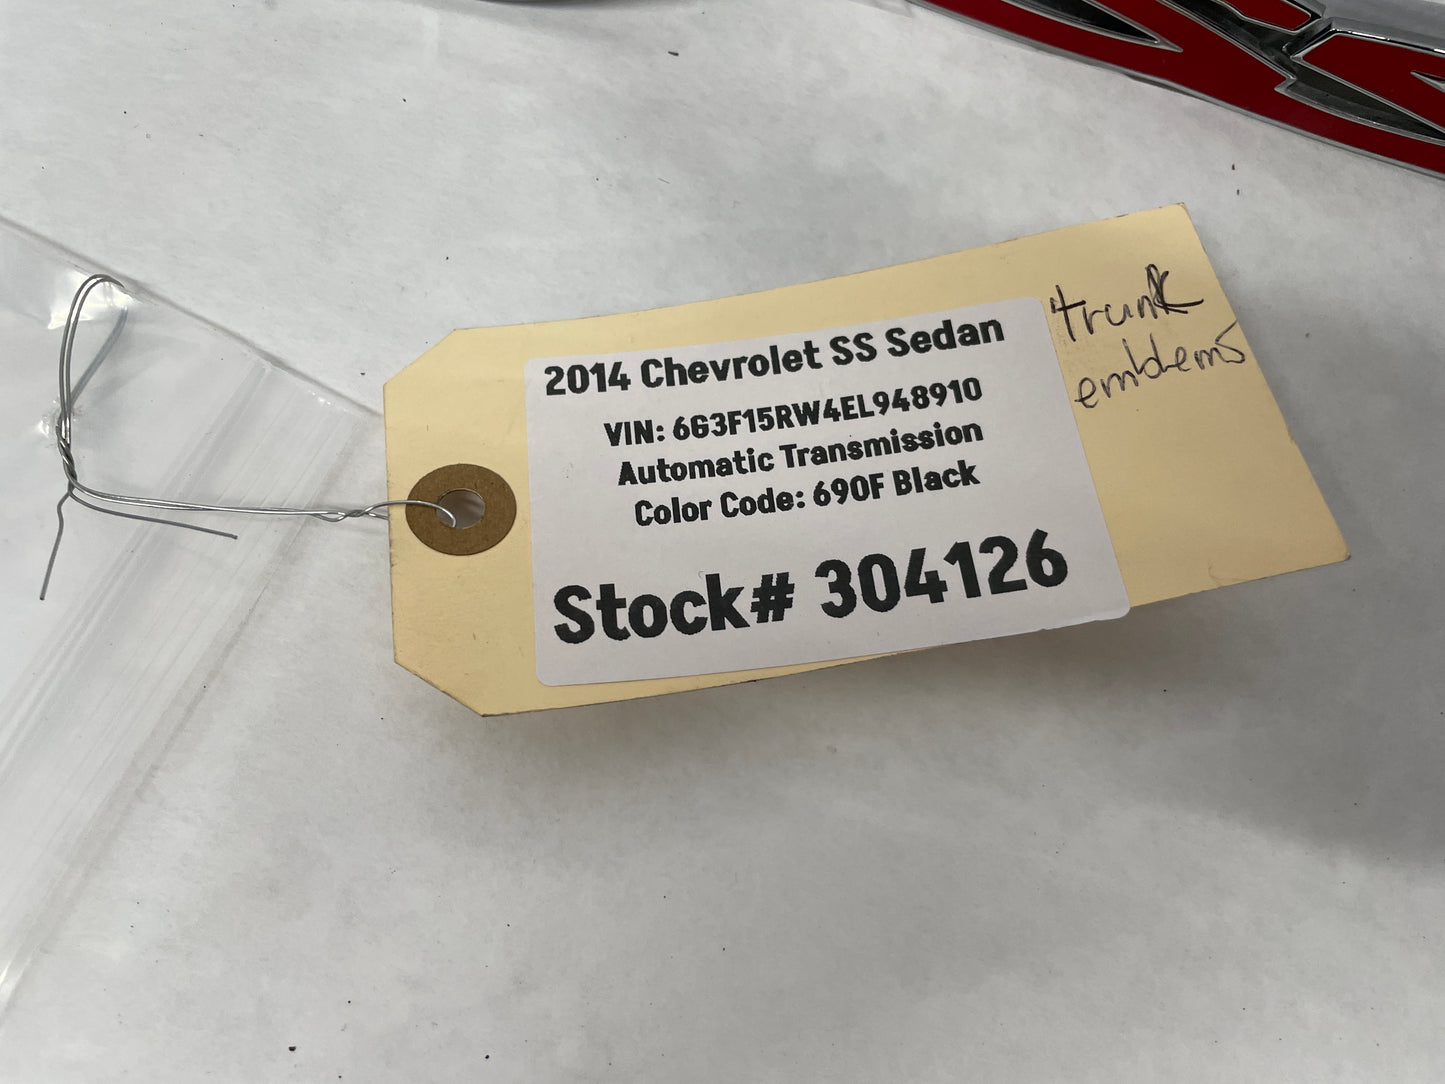 2014 Chevrolet SS Sedan
VIN: 6G3F15RW4EL948910
Automatic Transmission
Color Code: 690F Black
Stock# 304126
trunk
emblems